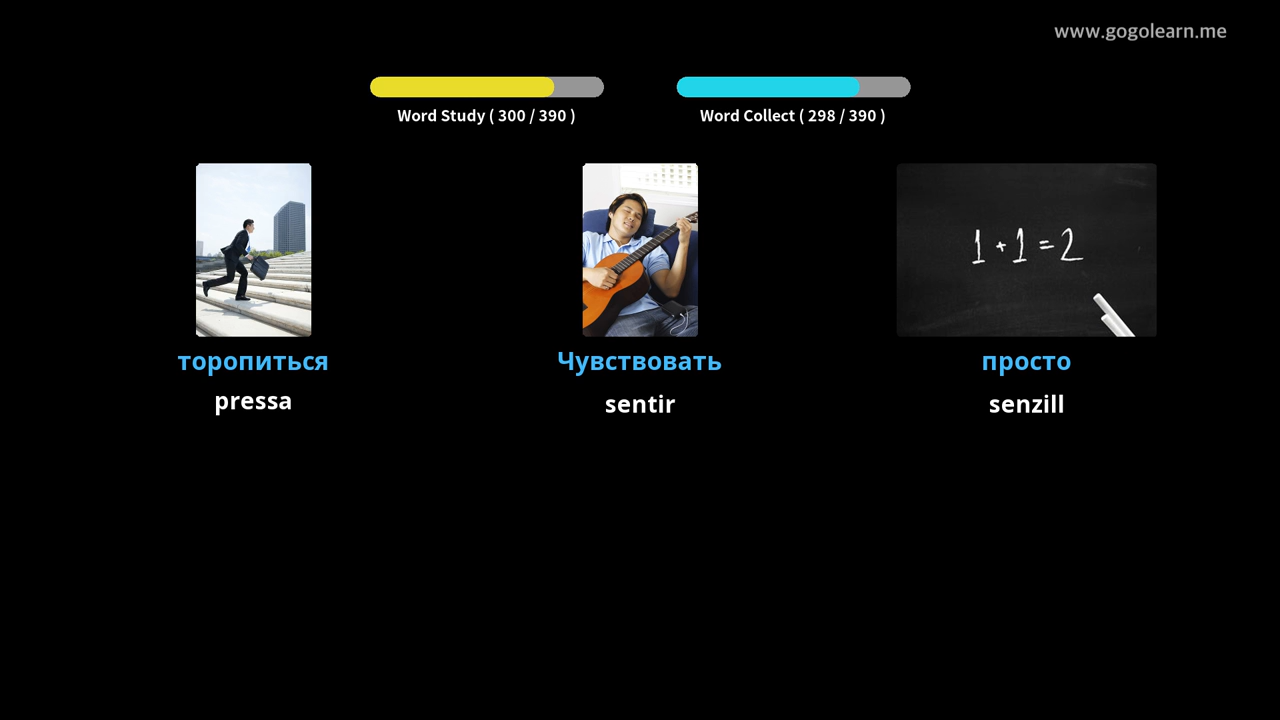 www.gogolearn.me
Word Study ( 300 / 390 )
Word Collect ( 298 / 390 )
1 + 1 = 2
торопиться
Чувствовать
просто
pressa
sentir
senzill